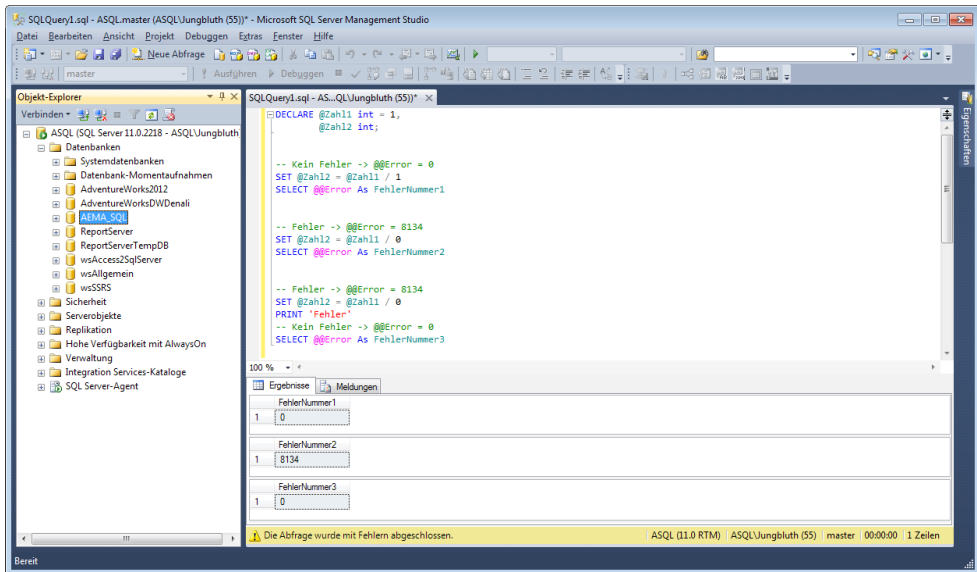 SQLQuery1.sql - ASQL.master (ASQL\Jungbluth (55))* - Microsoft SQL Server Management Studio
Datei Bearbeiten Ansicht Projekt Debuggen Extras Fenster Hilfe
Neue Abfrage
master Ausführen Debuggen
Objekt-Explorer
SQLQuery1.sql - AS...QL\Jungbluth (55))*
Eigenschaften
Verbinden
ASQL (SQL Server 11.0.2218 - ASQL\Jungbluth
Datenbanken
Systemdatenbanken
Datenbank-Momentaufnahmen
AdventureWorks2012
AdventureWorksDWDenali
AEMA_SQL
ReportServer
ReportServerTempDB
wsAccess2SqlServer
wsAllgemein
wsSSRS
Sicherheit
Serverobjekte
Replikation
Hohe Verfügbarkeit mit AlwaysOn
Verwaltung
Integration Services-Kataloge
SQL Server-Agent
DECLARE @Zahl1 int = 1,
@Zahl2 int;
-- Kein Fehler -> @@Error = 0
SET @Zahl2 = @Zahl1 / 1
SELECT @@Error As FehlerNummer1
-- Fehler -> @@Error = 8134
SET @Zahl2 = @Zahl1 / 0
SELECT @@Error As FehlerNummer2
-- Fehler -> @@Error = 8134
SET @Zahl2 = @Zahl1 / 0
PRINT 'Fehler'
-- Kein Fehler -> @@Error = 0
SELECT @@Error As FehlerNummer3
100 %
Ergebnisse Meldungen
FehlerNummer1
1 0
FehlerNummer2
1 8134
FehlerNummer3
1 0
Die Abfrage wurde mit Fehlern abgeschlossen. ASQL (11.0 RTM) ASQL\Jungbluth (55) master 00:00:00 1 Zeilen
Bereit